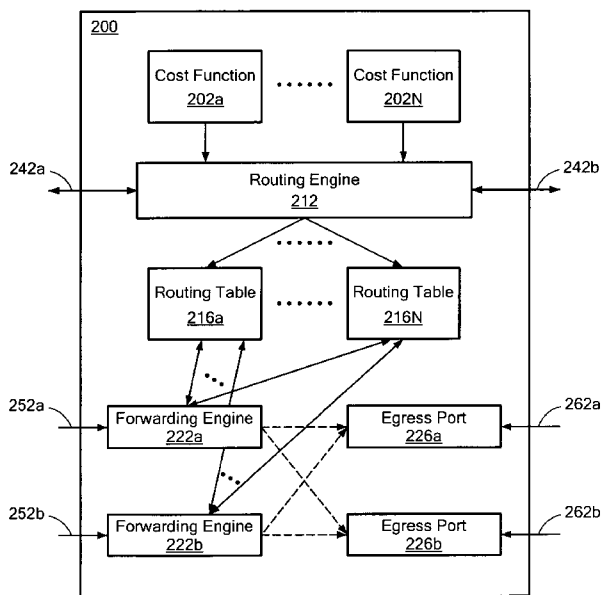 200
Cost Function
202a
Cost Function
202N
242a
242b
Routing Engine
212
Routing Table
216a
Routing Table
216N
252a
Forwarding Engine
222a
Egress Port
226a
262a
252b
Forwarding Engine
222b
Egress Port
226b
262b